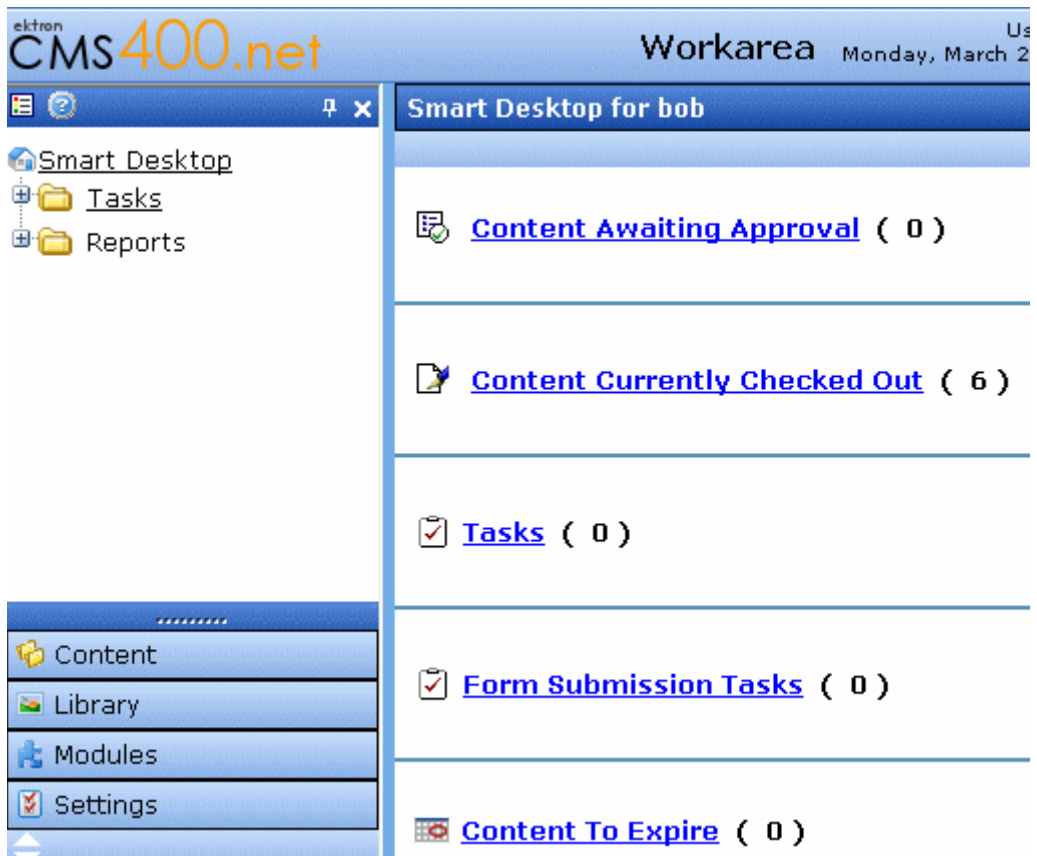 ektron
CMS400.net
Workarea
Us
Monday, March 2
Smart Desktop for bob
Smart Desktop
Tasks
Reports
Content Awaiting Approval ( 0 )
Content Currently Checked Out ( 6 )
Tasks ( 0 )
Form Submission Tasks ( 0 )
Content To Expire ( 0 )
Content
Library
Modules
Settings